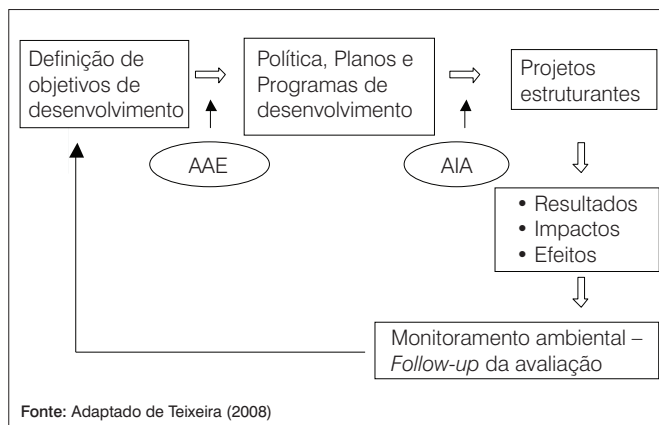 Definição de
objetivos de
desenvolvimento
Política, Planos e
Programas de
desenvolvimento
Projetos
estruturantes
AAE
AIA
• Resultados
• Impactos
• Efeitos
Monitoramento ambiental –
Follow-up da avaliação
Fonte: Adaptado de Teixeira (2008)